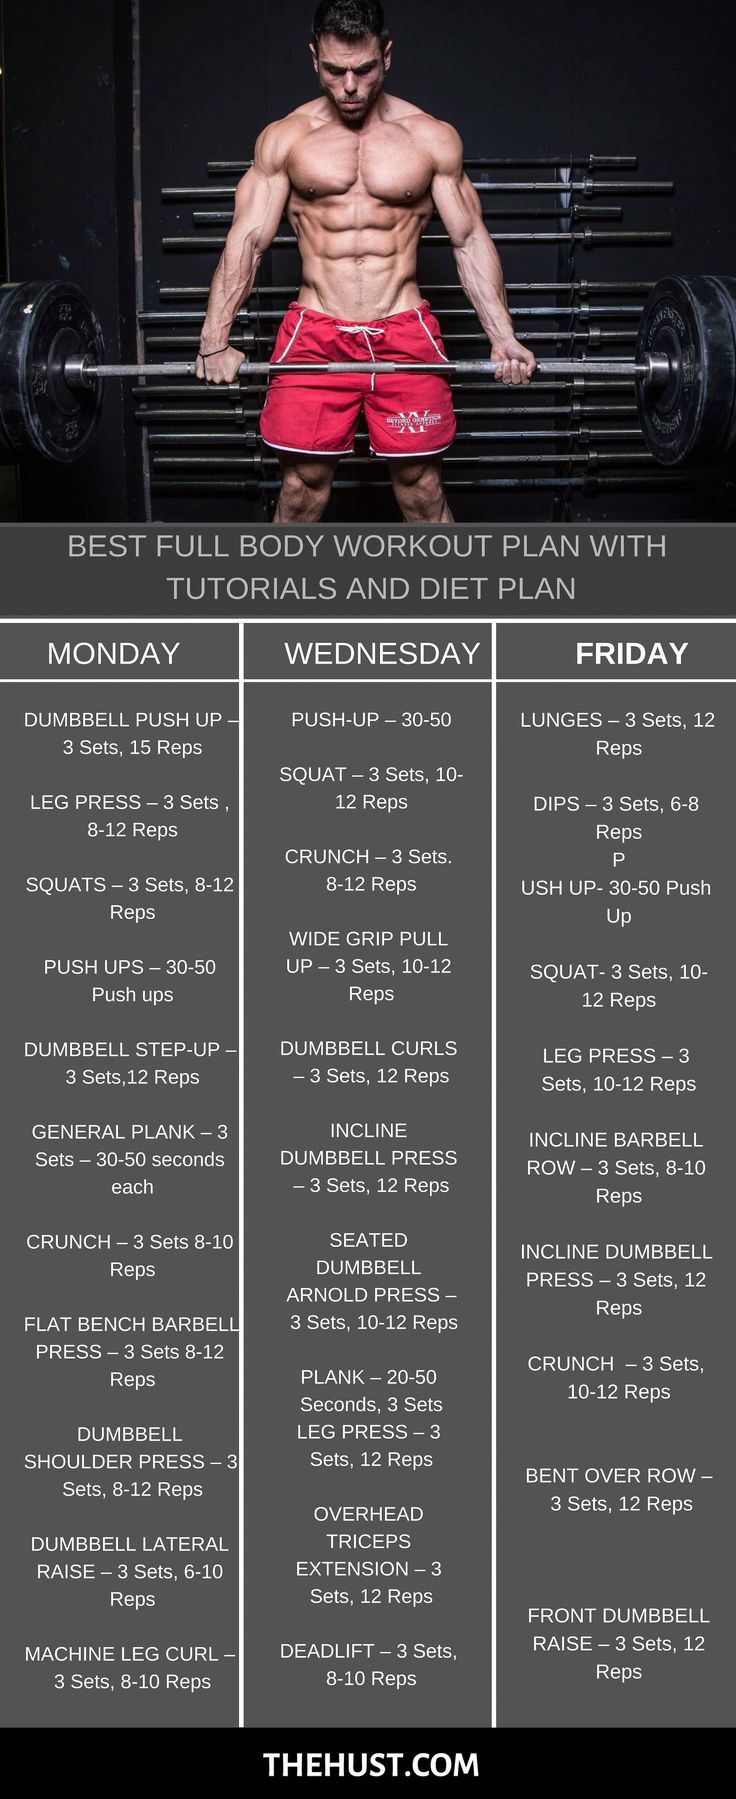 BEYOND GENETICS
BEST FULL BODY WORKOUT PLAN WITH
TUTORIALS AND DIET PLAN
MONDAY
DUMBBELL PUSH UP –
3 Sets, 15 Reps
LEG PRESS – 3 Sets ,
8-12 Reps
SQUATS – 3 Sets, 8-12
Reps
PUSH UPS – 30-50
Push ups
DUMBBELL STEP-UP –
3 Sets,12 Reps
GENERAL PLANK – 3
Sets – 30-50 seconds
each
CRUNCH – 3 Sets 8-10
Reps
FLAT BENCH BARBELL
PRESS – 3 Sets 8-12
Reps
DUMBBELL
SHOULDER PRESS – 3
Sets, 8-12 Reps
DUMBBELL LATERAL
RAISE – 3 Sets, 6-10
Reps
MACHINE LEG CURL –
3 Sets, 8-10 Reps
WEDNESDAY
PUSH-UP – 30-50
SQUAT – 3 Sets, 10-
12 Reps
CRUNCH – 3 Sets.
8-12 Reps
WIDE GRIP PULL
UP – 3 Sets, 10-12
Reps
DUMBBELL CURLS
– 3 Sets, 12 Reps
INCLINE
DUMBBELL PRESS
– 3 Sets, 12 Reps
SEATED
DUMBBELL
ARNOLD PRESS –
3 Sets, 10-12 Reps
PLANK – 20-50
Seconds, 3 Sets
LEG PRESS – 3
Sets, 12 Reps
OVERHEAD
TRICEPS
EXTENSION – 3
Sets, 12 Reps
DEADLIFT – 3 Sets,
8-10 Reps
FRIDAY
LUNGES – 3 Sets, 12
Reps
DIPS – 3 Sets, 6-8
Reps
P
USH UP- 30-50 Push
Up
SQUAT- 3 Sets, 10-
12 Reps
LEG PRESS – 3
Sets, 10-12 Reps
INCLINE BARBELL
ROW – 3 Sets, 8-10
Reps
INCLINE DUMBBELL
PRESS – 3 Sets, 12
Reps
CRUNCH – 3 Sets,
10-12 Reps
BENT OVER ROW –
3 Sets, 12 Reps
FRONT DUMBBELL
RAISE – 3 Sets, 12
Reps
THEHUST.COM